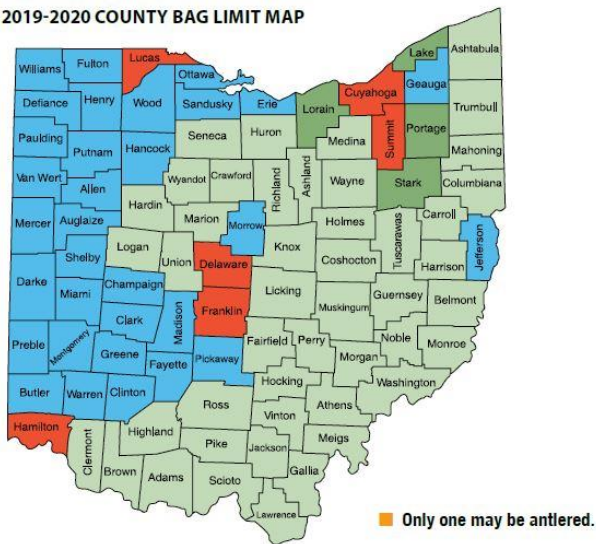 2019-2020 COUNTY BAG LIMIT MAP
Williams
Fulton
Lucas
Ottawa
Lake
Ashtabula
Defiance
Henry
Wood
Sandusky
Erie
Lorain
Cuyahoga
Geauga
Trumbull
Paulding
Putnam
Hancock
Seneca
Huron
Medina
Summit
Portage
Mahoning
Van Wert
Allen
Wyandot
Crawford
Richland
Ashland
Wayne
Stark
Columbiana
Mercer
Auglaize
Hardin
Marion
Morrow
Holmes
Tuscarawas
Carroll
Jefferson
Shelby
Logan
Union
Delaware
Knox
Coshocton
Harrison
Darke
Miami
Champaign
Madison
Franklin
Licking
Muskingum
Guernsey
Belmont
Preble
Montgomery
Clark
Greene
Fayette
Pickaway
Fairfield
Perry
Morgan
Noble
Monroe
Butler
Warren
Clinton
Ross
Hocking
Washington
Hamilton
Clermont
Brown
Highland
Pike
Vinton
Athens
Meigs
Adams
Scioto
Jackson
Gallia
Lawrence
Only one may be antlered.